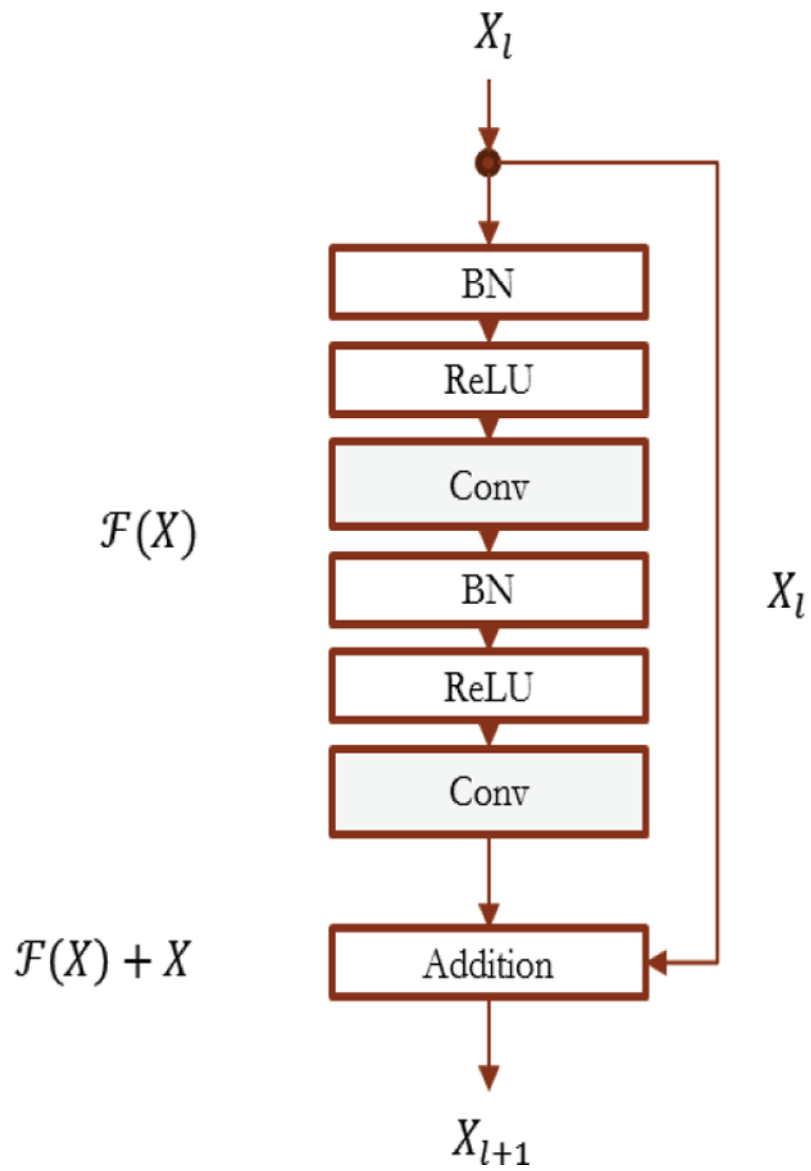 X_l
BN
ReLU
Conv
ℱ(X)
BN
X_l
ReLU
Conv
ℱ(X) + X
Addition
X_{l+1}